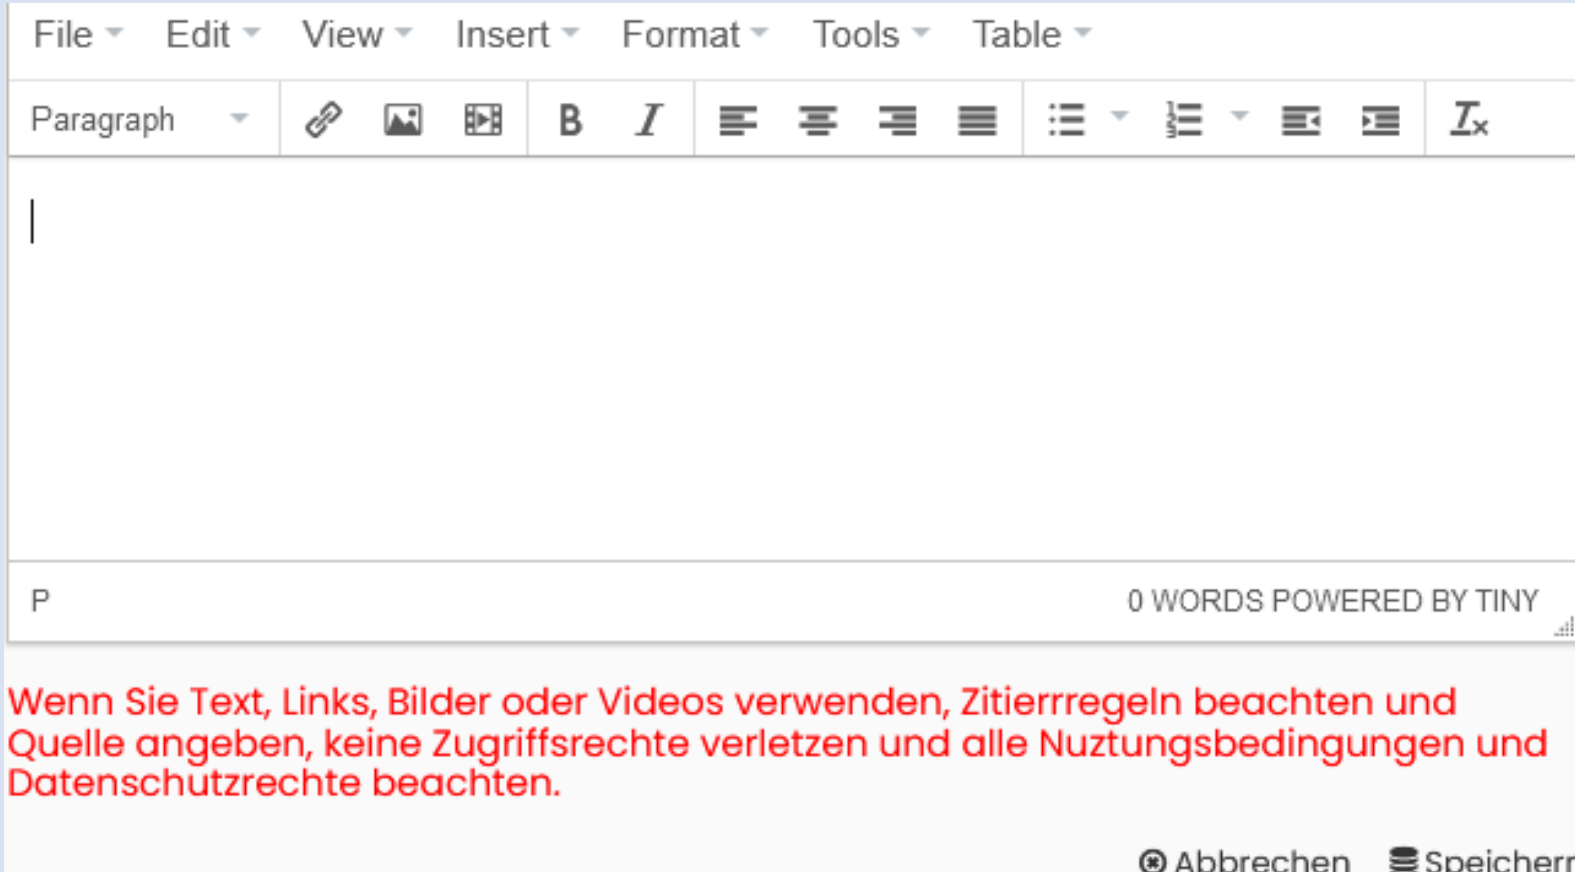 File Edit View Insert Format Tools Table
Paragraph B I
P 0 WORDS POWERED BY TINY
Wenn Sie Text, Links, Bilder oder Videos verwenden, Zitierrregeln beachten und
Quelle angeben, keine Zugriffsrechte verletzen und alle Nuztungsbedingungen und
Datenschutzrechte beachten.
Abbrechen Speichern